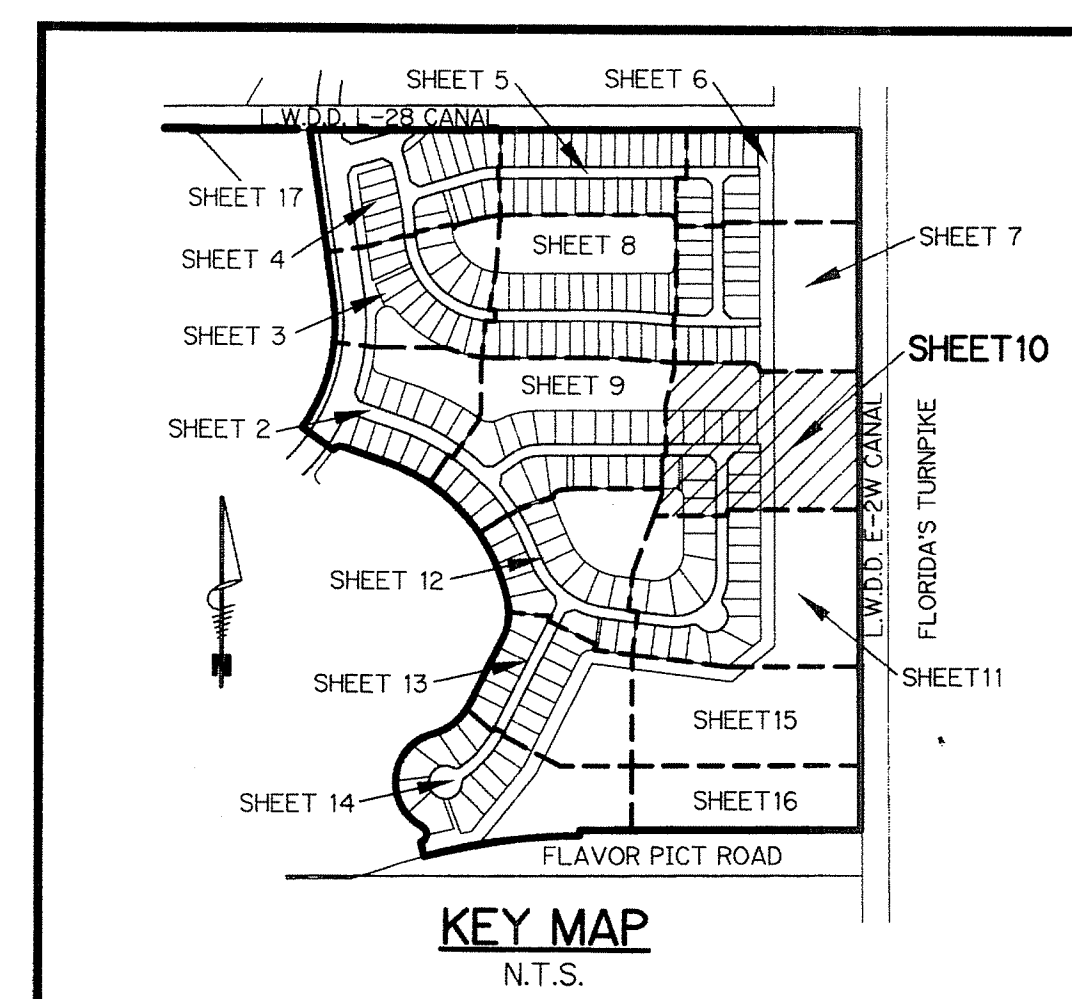 SHEET 5
SHEET 6
L.W.D.D. L-28 CANAL
SHEET 17
SHEET 4
SHEET 8
SHEET 7
SHEET 3
SHEET10
SHEET 9
SHEET 2
L.W.D.D. E-2W CANAL
FLORIDA'S TURNPIKE
SHEET 12
N
SHEET11
SHEET 13
SHEET15
SHEET 14
SHEET16
FLAVOR PICT ROAD
KEY MAP
N.T.S.